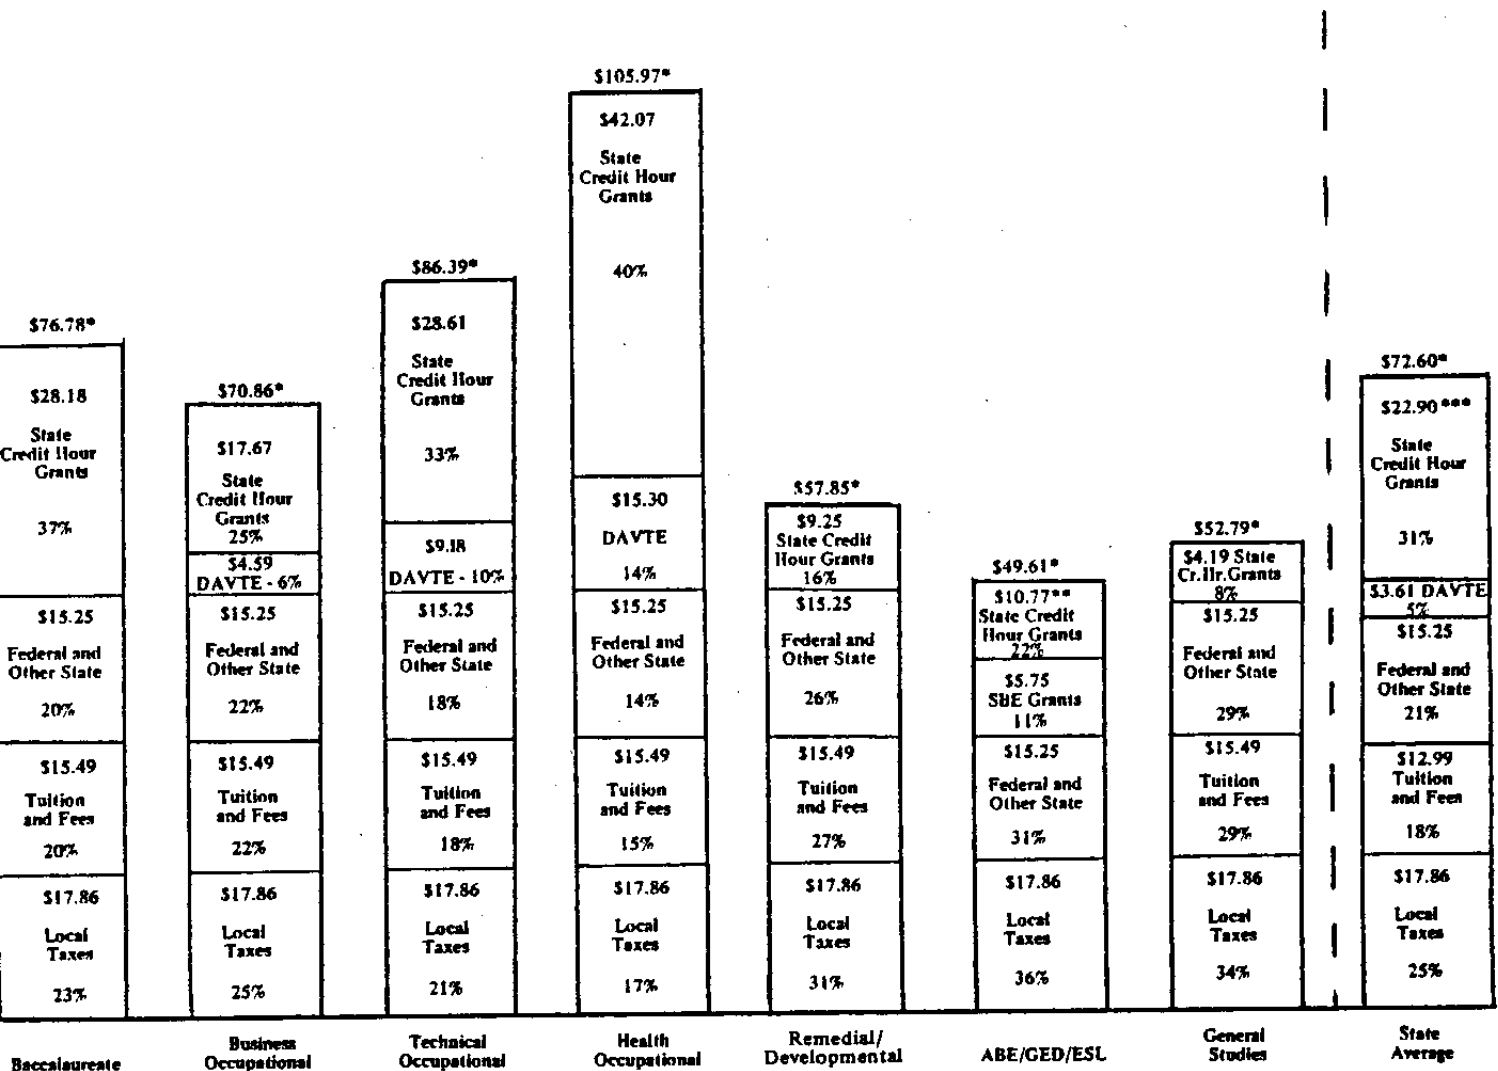 $76.78*
$28.18
State
Credit Hour
Grants
37%
$15.25
Federal and
Other State
20%
$15.49
Tuition
and Fees
20%
$17.86
Local
Taxes
23%
Baccalaureate
$70.86*
$17.67
State
Credit Hour
Grants
25%
$4.59
DAVTE - 6%
$15.25
Federal and
Other State
22%
$15.49
Tuition
and Fees
22%
$17.86
Local
Taxes
25%
Business
Occupational
$86.39*
$28.61
State
Credit Hour
Grants
33%
$9.18
DAVTE - 10%
$15.25
Federal and
Other State
18%
$15.49
Tuition
and Fees
18%
$17.86
Local
Taxes
21%
Technical
Occupational
$105.97*
$42.07
State
Credit Hour
Grants
40%
$15.30
DAVTE
14%
$15.25
Federal and
Other State
14%
$15.49
Tuition
and Fees
15%
$17.86
Local
Taxes
17%
Health
Occupational
$57.85*
$9.25
State Credit
Hour Grants
16%
$15.25
Federal and
Other State
26%
$15.49
Tuition
and Fees
27%
$17.86
Local
Taxes
31%
Remedial/
Developmental
$49.61*
$10.77**
State Credit
Hour Grants
22%
$5.75
SBE Grants
11%
$15.25
Federal and
Other State
31%
$17.86
Local
Taxes
36%
ABE/GED/ESL
$52.79*
$4.19 State
Cr.Hr.Grants
8%
$15.25
Federal and
Other State
29%
$15.49
Tuition
and Fees
29%
$17.86
Local
Taxes
34%
General
Studies
$72.60*
$22.90***
State
Credit Hour
Grants
31%
$3.61 DAVTE
5%
$15.25
Federal and
Other State
21%
$12.99
Tuition
and Fees
18%
$17.86
Local
Taxes
25%
State
Average